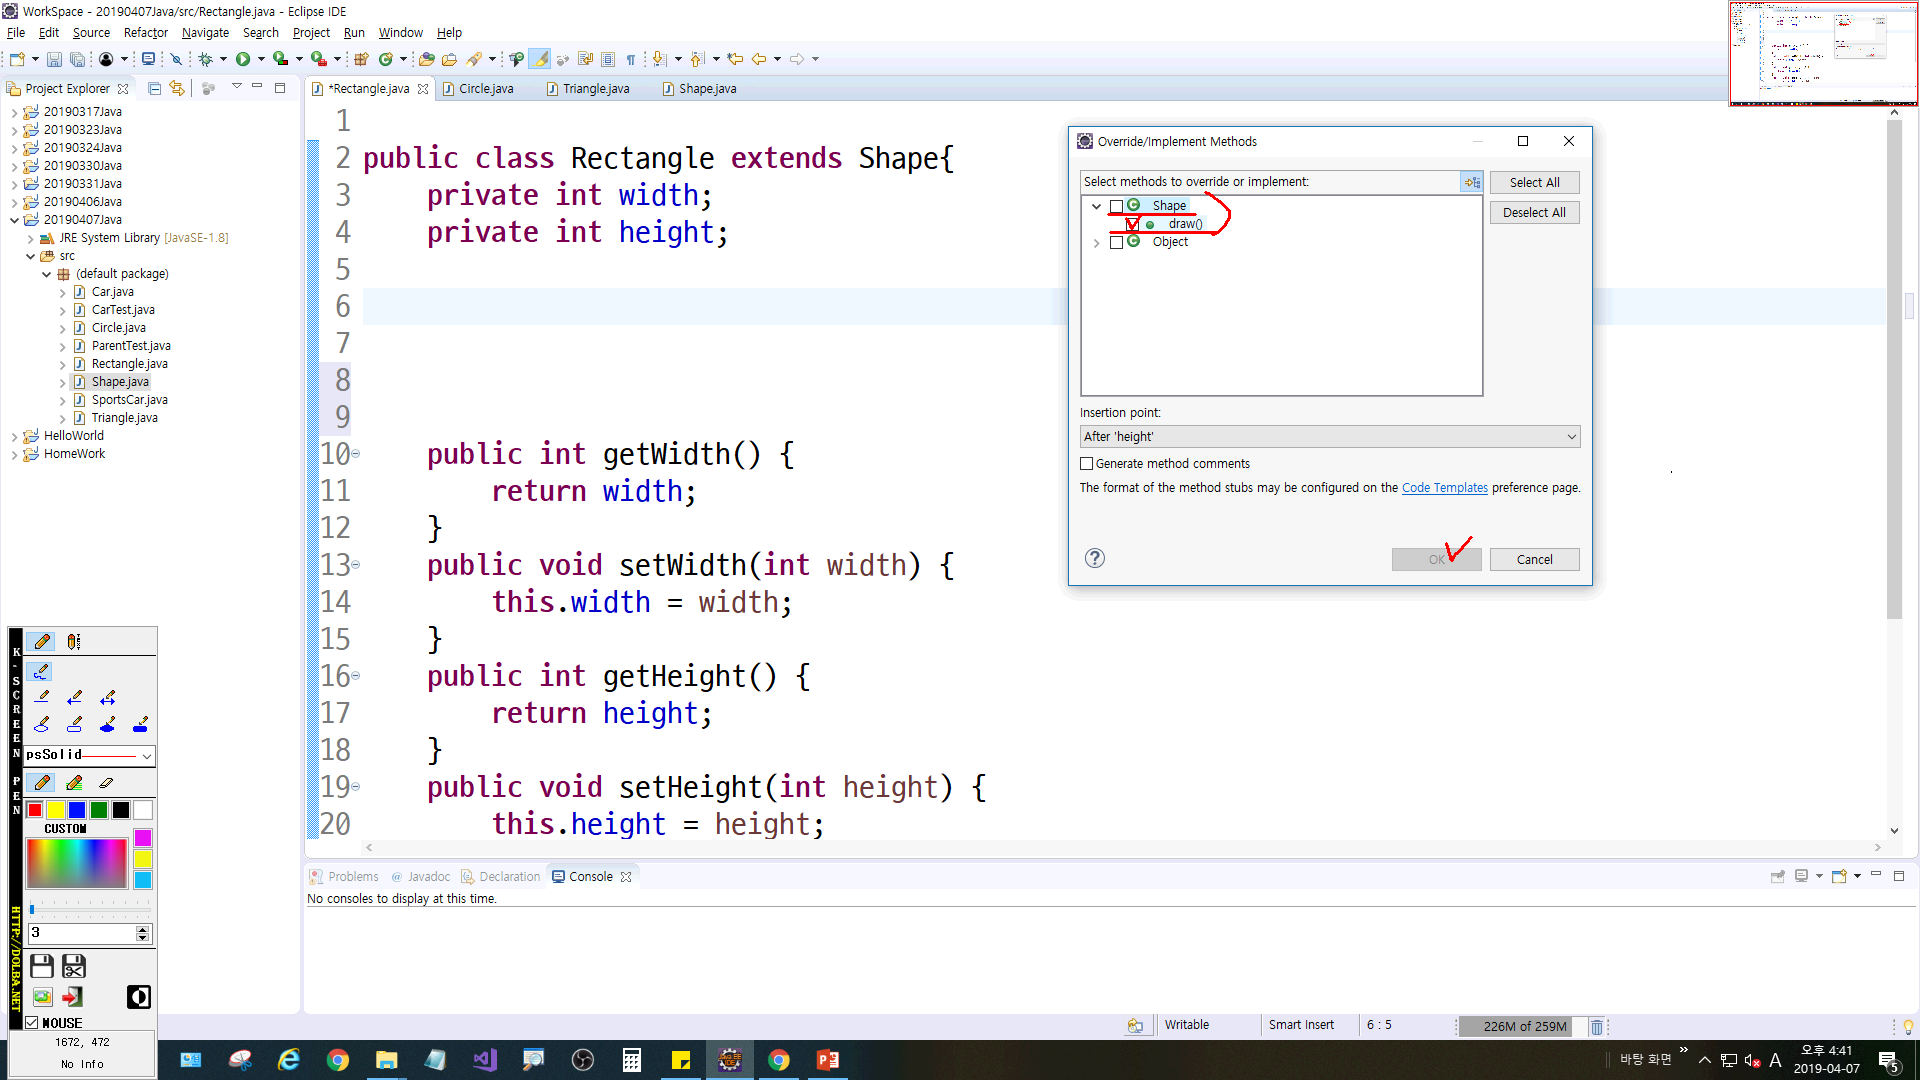 WorkSpace - 20190407Java/src/Rectangle.java - Eclipse IDE
File Edit Source Refactor Navigate Search Project Run Window Help
Project Explorer
*Rectangle.java Circle.java Triangle.java Shape.java
20190317Java
20190323Java
20190324Java
20190330Java
20190331Java
20190406Java
20190407Java
JRE System Library [JavaSE-1.8]
src
(default package)
Car.java
CarTest.java
Circle.java
ParentTest.java
Rectangle.java
Shape.java
SportsCar.java
Triangle.java
HelloWorld
HomeWork
1
2 public class Rectangle extends Shape{
3 private int width;
4 private int height;
5
6
7
8
9
10 public int getWidth() {
11 return width;
12 }
13 public void setWidth(int width) {
14 this.width = width;
15 }
16 public int getHeight() {
17 return height;
18 }
19 public void setHeight(int height) {
20 this.height = height;
Override/Implement Methods
Select methods to override or implement:
Select All
Deselect All
Shape
draw()
Object
Insertion point:
After 'height'
Generate method comments
The format of the method stubs may be configured on the Code Templates preference page.
OK Cancel
Problems @ Javadoc Declaration Console
No consoles to display at this time.
K-SCREEN PEN
HTTP://DOLBA.NET
psSolid
CUSTOM
3
MOUSE
1672, 472
No Info
Writable Smart Insert 6 : 5 226M of 259M
바탕 화면 A 오후 4:41
2019-04-07
5